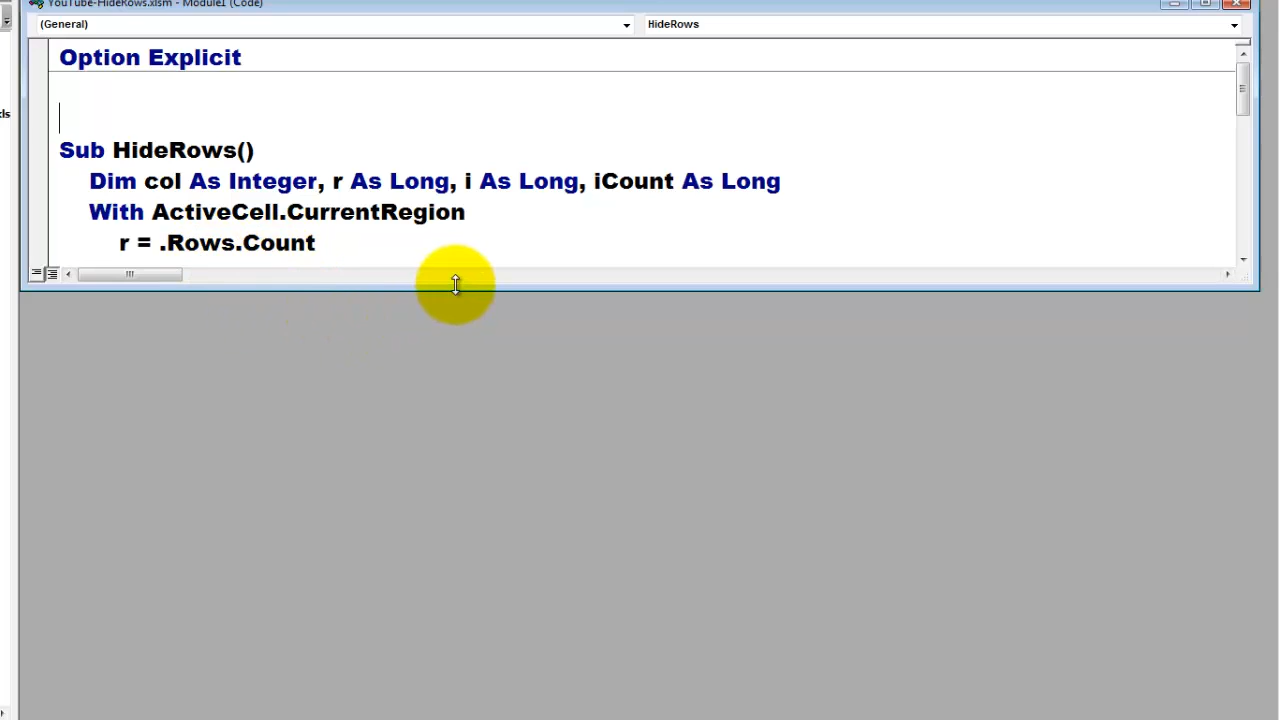 YouTube-HideRows.xlsm - Module1 (Code)
(General)
HideRows
Option Explicit
Sub HideRows()
Dim col As Integer, r As Long, i As Long, iCount As Long
With ActiveCell.CurrentRegion
r = .Rows.Count